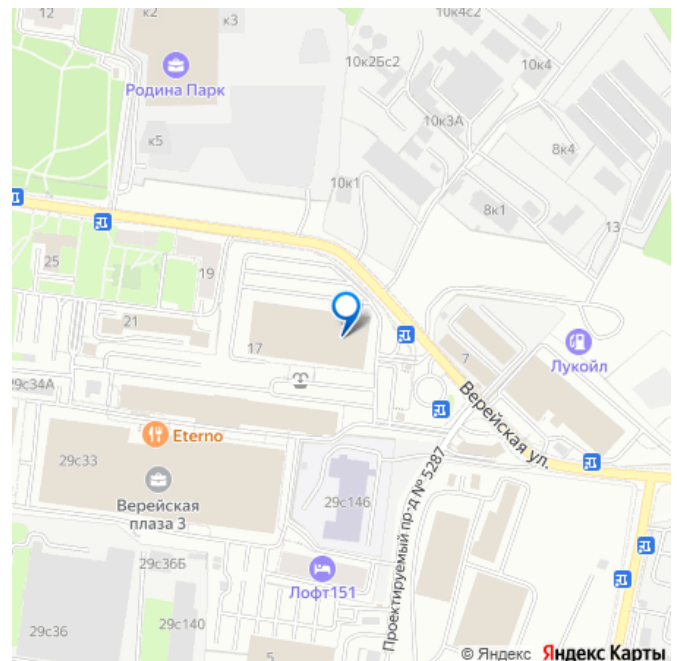 12
к2
к3
Родина Парк
к5
10к4с2
10к2Бс2
10к4
10к3А
8к4
10к1
8к1
13
25
19
21
17
7
Лукойл
29с34А
Верейская ул.
Eterno
29с33
Верейская
плаза 3
29с146
Проектируемый пр-д № 5287
29с36Б
Лофт151
29с36
29с140
5
© Яндекс Яндекс Карты